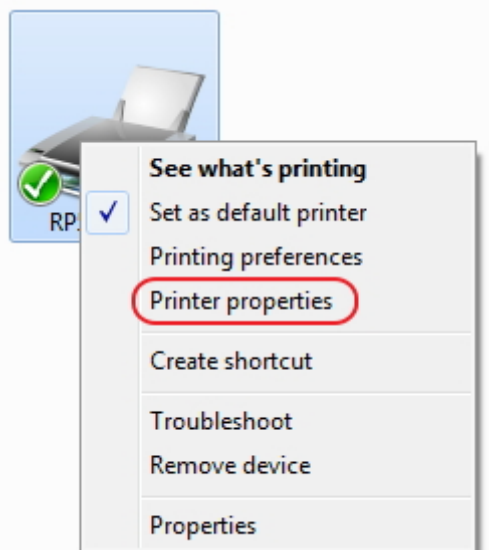 See what's printing
Set as default printer
RP
Printing preferences
Printer properties
Create shortcut
Troubleshoot
Remove device
Properties